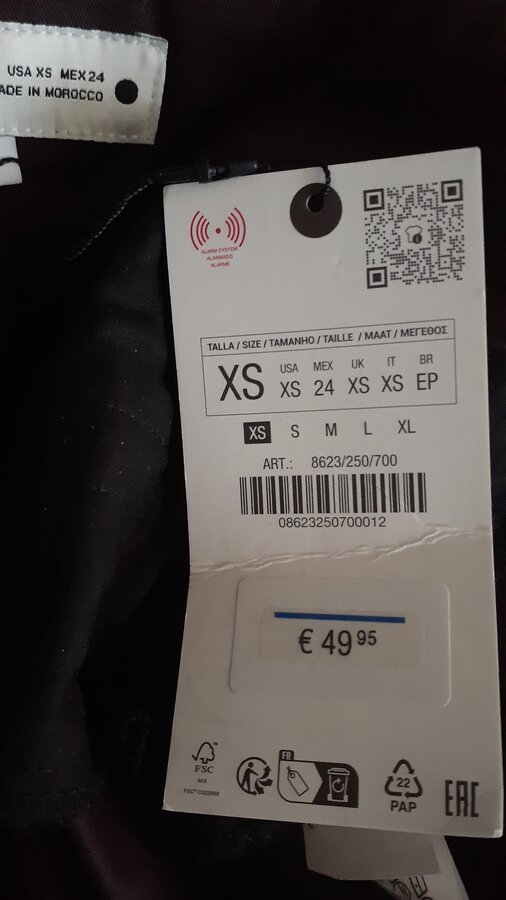 USA XS MEX 24
ADE IN MOROCCO
ALARM SYSTEM
ALARMADO
ALARME
TALLA / SIZE / TAMANHO / TAILLE / MAAT / ΜΕΓΕΘΟΣ
XS
USA MEX UK IT BR
XS 24 XS XS EP
XS S M L XL
ART.: 8623/250/700
08623250700012
€ 49 95
FR
FSC
MIX
FSC® C022868
22
PAP
EAC